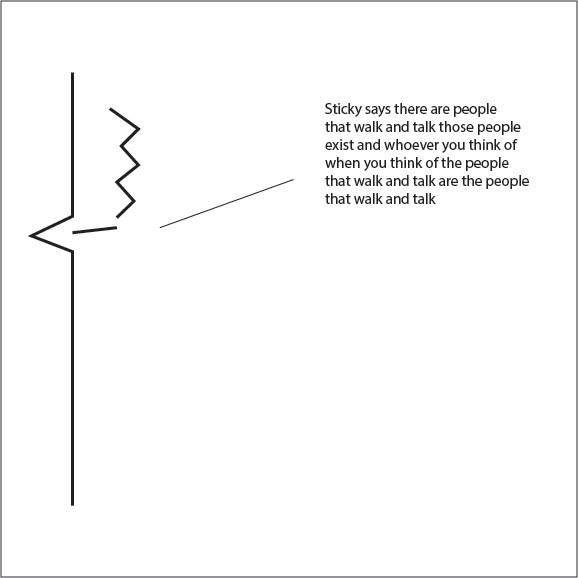 Sticky says there are people
that walk and talk those people
exist and whoever you think of
when you think of the people
that walk and talk are the people
that walk and talk